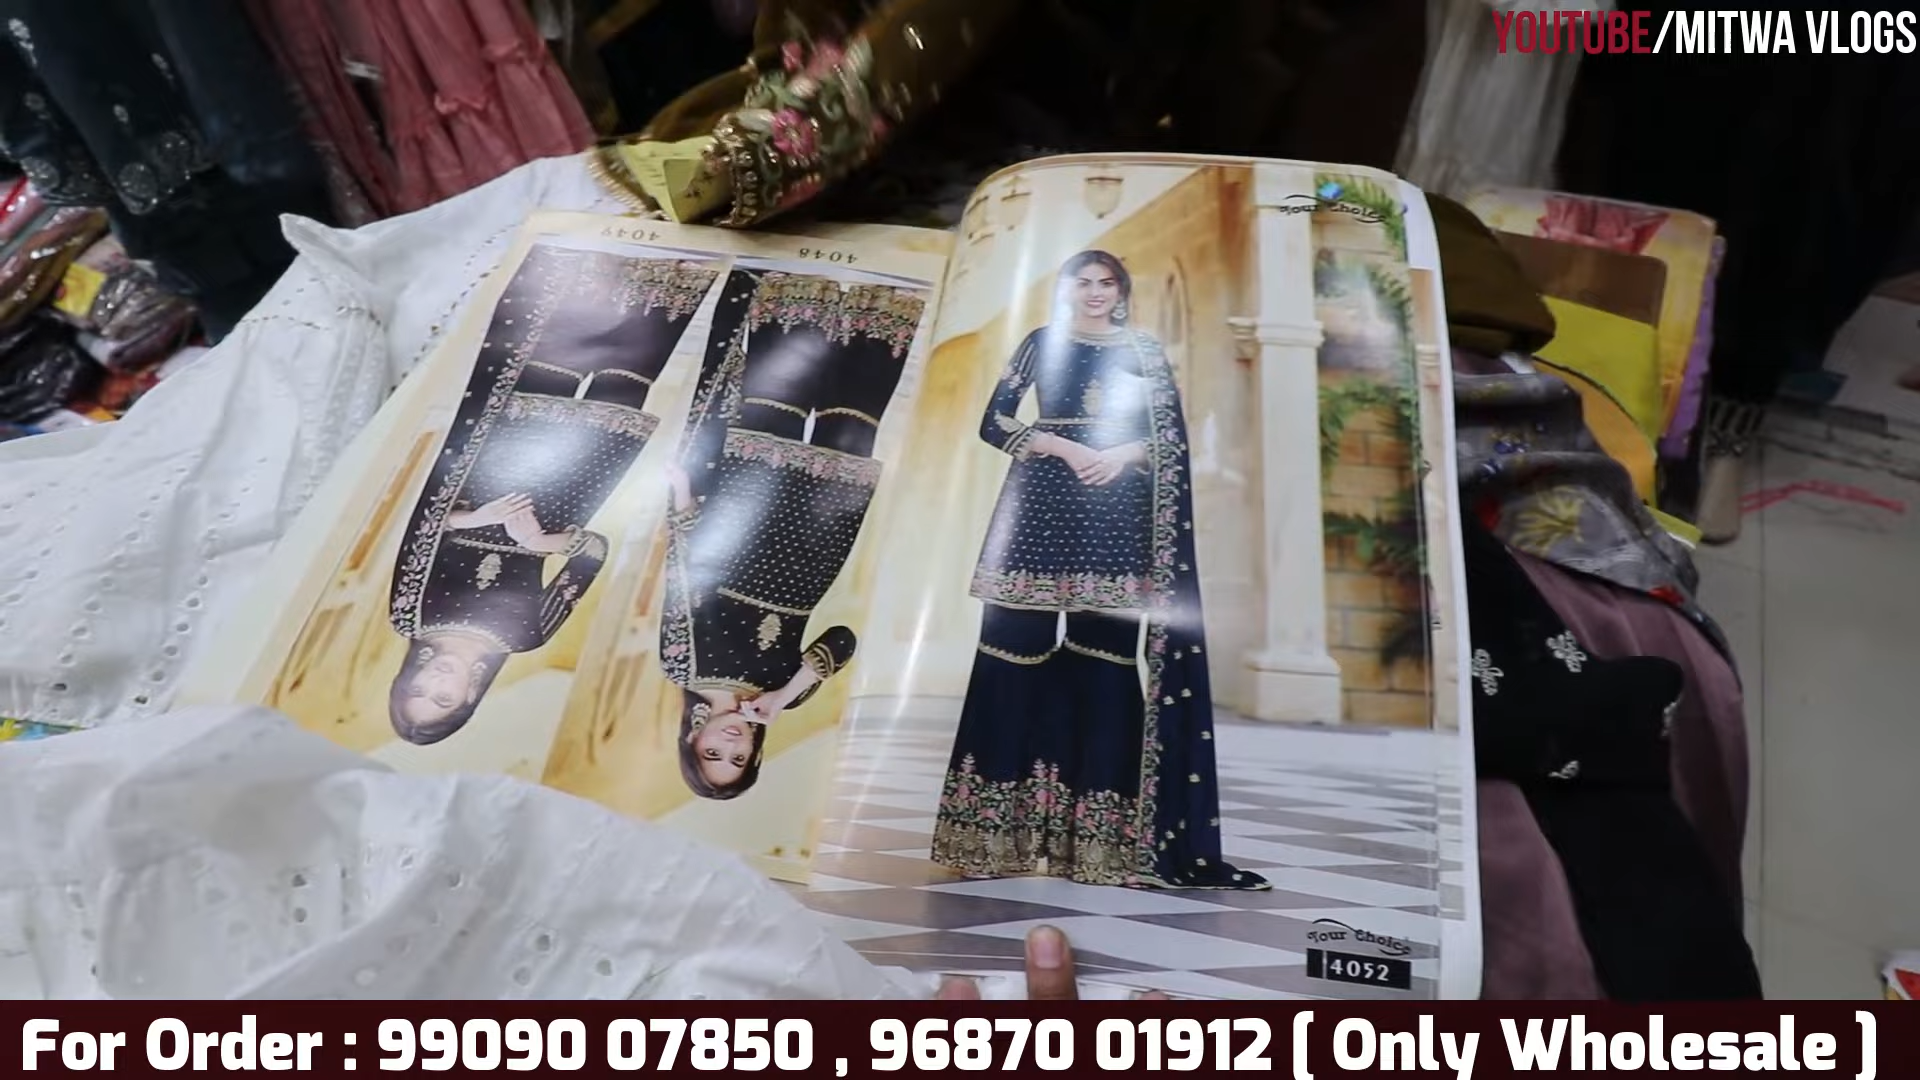 YOUTUBE/MITWA VLOGS
4049
4048
Your Choice
Your Choice
4052
For Order : 99090 07850 , 96870 01912 ( Only Wholesale )